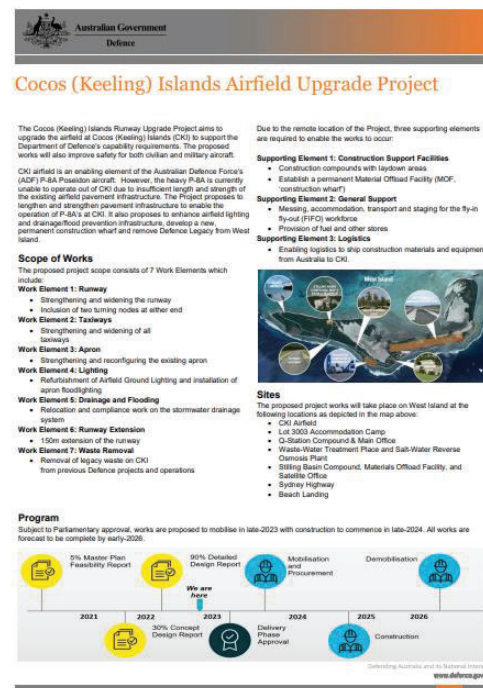 Australian Government
Defence
Cocos (Keeling) Islands Airfield Upgrade Project
The Cocos (Keeling) Islands Runway Upgrade Project aims to
upgrade the airfield at Cocos (Keeling) Islands (CKI) to support the
Department of Defence's capability requirements. The proposed
works will also improve safety for both civilian and military aircraft.
CKI airfield is an enabling element of the Australian Defence Force's
(ADF) P-8A Poseidon aircraft. However, the heavy P-8A is currently
unable to operate out of CKI due to insufficient length and strength of
the existing airfield pavement infrastructure. The Project proposes to
lengthen and strengthen pavement infrastructure to enable the
operation of P-8A's at CKI. It also proposes to enhance airfield lighting
and drainage/flood prevention infrastructure, develop a new,
permanent construction wharf and remove Defence Legacy from West
Island.
Scope of Works
The proposed project scope consists of 7 Work Elements which
include:
Work Element 1: Runway
• Strengthening and widening the runway
• Inclusion of two turning nodes at either end
Work Element 2: Taxiways
• Strengthening and widening of all
taxiways
Work Element 3: Apron
• Strengthening and reconfiguring the existing apron
Work Element 4: Lighting
• Refurbishment of Airfield Ground Lighting and installation of
apron floodlighting
Work Element 5: Drainage and Flooding
• Relocation and compliance work on the stormwater drainage
system
Work Element 6: Runway Extension
• 150m extension of the runway
Work Element 7: Waste Removal
• Removal of legacy waste on CKI
from previous Defence projects and operations
Due to the remote location of the Project, three supporting elements
are required to enable the works to occur:
Supporting Element 1: Construction Support Facilities
• Construction compounds with laydown areas
• Establish a permanent Material Offload Facility (MOF,
'construction wharf')
Supporting Element 2: General Support
• Messing, accommodation, transport and staging for the fly-in
fly-out (FIFO) workforce
• Provision of fuel and other stores
Supporting Element 3: Logistics
• Enabling logistics to ship construction materials and equipmen
from Australia to CKI.
West Island
Sites
The proposed project works will take place on West Island at the
following locations as depicted in the map above:
• CKI Airfield
• Lot 3003 Accommodation Camp
• Q-Station Compound & Main Office
• Waste-Water Treatment Place and Salt-Water Reverse
Osmosis Plant
• Stilling Basin Compound, Materials Offload Facility, and
Satellite Office
• Sydney Highway
• Beach Landing
Program
Subject to Parliamentary approval, works are proposed to mobilise in late-2023 with construction to commence in late-2024. All works are
forecast to be complete by early-2026.
5% Master Plan
Feasibility Report
90% Detailed
Design Report
Mobilisation
and
Procurement
Demobilisation
We are
here
2021 2022 2023 2024 2025 2026
30% Concept
Design Report
Delivery
Phase
Approval
Construction
Defending Australia and its National Intere
www.defence.gov